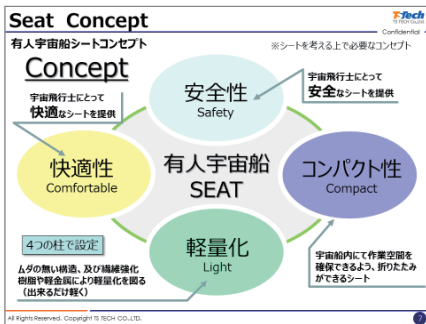 Seat Concept
TS Tech
TS TECH CO.,LTD.
Confidential
有人宇宙船シートコンセプト
※シートを考える上で必要なコンセプト
Concept
宇宙飛行士にとって
快適なシートを提供
安全性
Safety
宇宙飛行士にとって
安全なシートを提供
快適性
Comfortable
有人宇宙船
SEAT
コンパクト性
Compact
4つの柱で設定
軽量化
Light
ムダの無い構造、及び繊維強化
樹脂や軽金属により軽量化を図る
(出来るだけ軽く)
宇宙船内にて作業空間を
確保できるよう、折りたたみ
ができるシート
All Rights Reserved. Copyright TS TECH CO.,LTD.
7